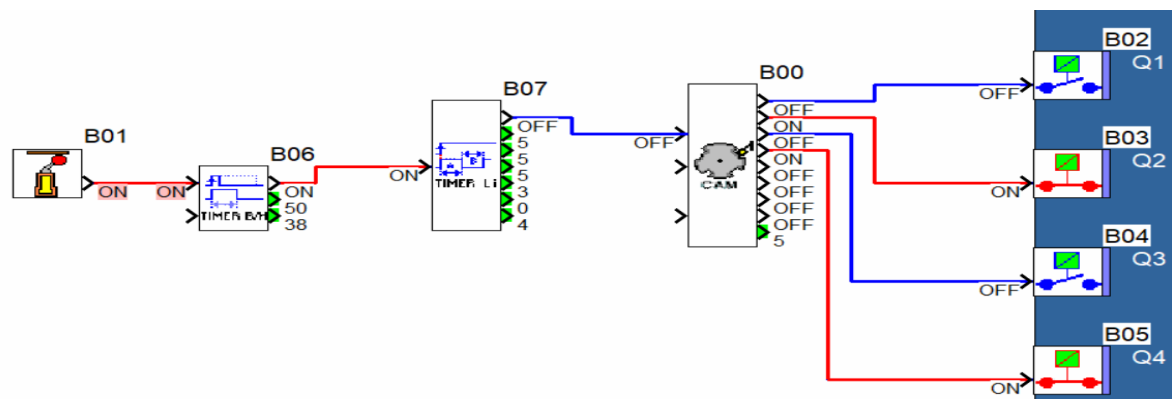 B01
ON
ON
B06
TIMER B/H
ON
50
38
ON
B07
TIMER Li
OFF
5
5
5
3
0
4
OFF
B00
CAM
OFF
ON
OFF
ON
OFF
OFF
OFF
OFF
5
B02
Q1
OFF
B03
Q2
ON
B04
Q3
OFF
B05
Q4
ON